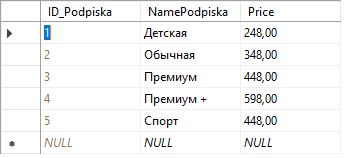 ID_Podpiska NamePodpiska Price
1 Детская 248,00
2 Обычная 348,00
3 Премиум 448,00
4 Премиум + 598,00
5 Спорт 448,00
NULL NULL NULL